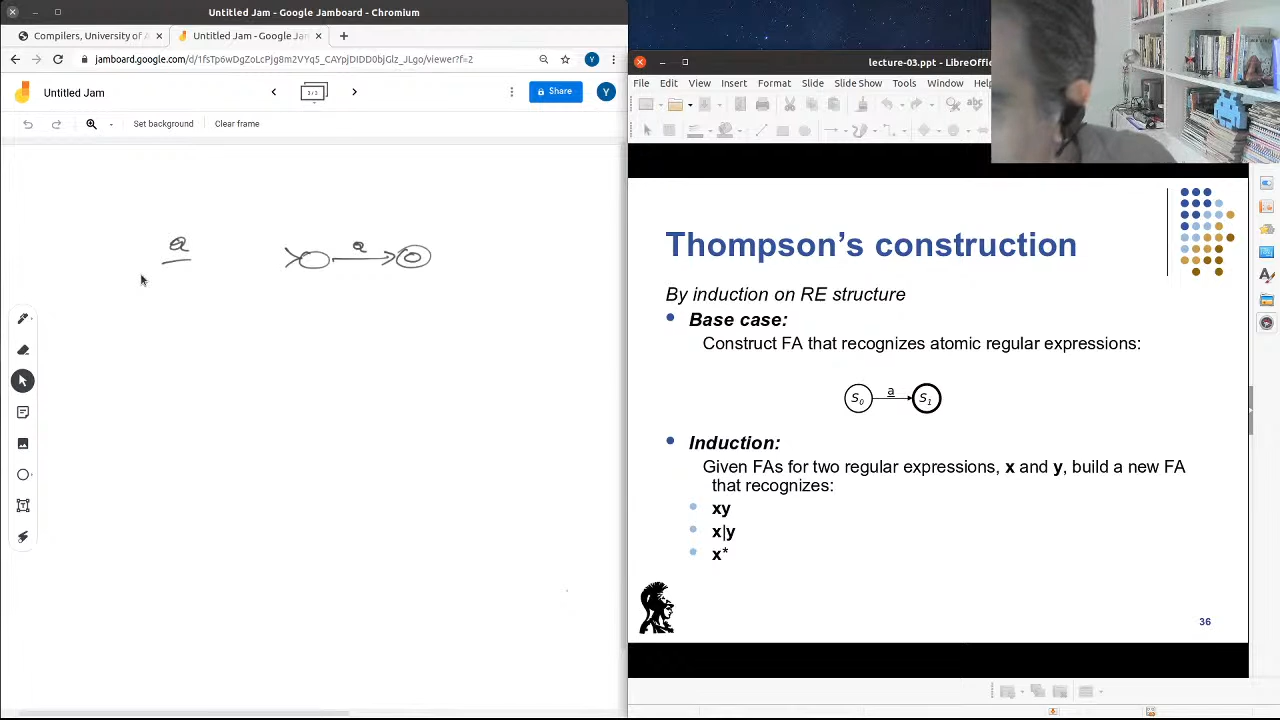 Untitled Jam - Google Jamboard - Chromium
Compilers, University of A
Untitled Jam - Google Jam
jamboard.google.com/d/1fsTp6wDgZoLcPjg8m2VYq5_CAYpjDIDD0bjGlz_JLgo/viewer?f=2
Y
Untitled Jam
3/3
Share
Y
Set background
Clear frame
a
a
lecture-03.ppt - LibreOffi
File Edit View Insert Format Slide Slide Show Tools Window Help
Thompson's construction
By induction on RE structure
Base case:
Construct FA that recognizes atomic regular expressions:
S0 a S1
Induction:
Given FAs for two regular expressions, x and y, build a new FA
that recognizes:
xy
x|y
x*
36